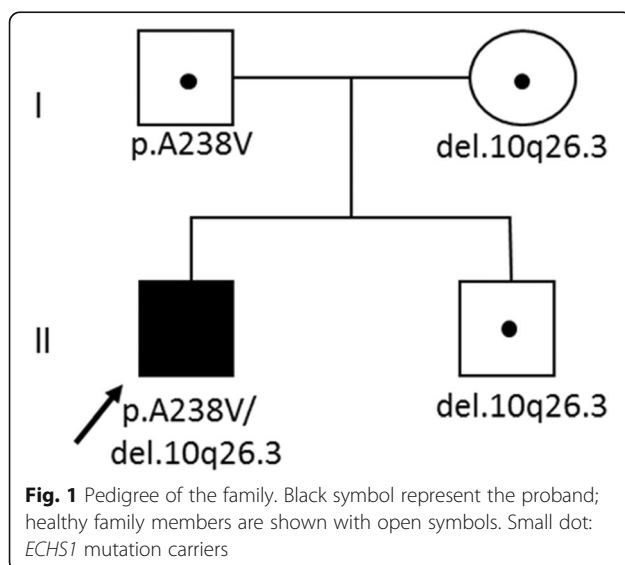 I
p.A238V
del.10q26.3
II
p.A238V/
del.10q26.3
del.10q26.3
Fig. 1 Pedigree of the family. Black symbol represent the proband;
healthy family members are shown with open symbols. Small dot:
ECHS1 mutation carriers